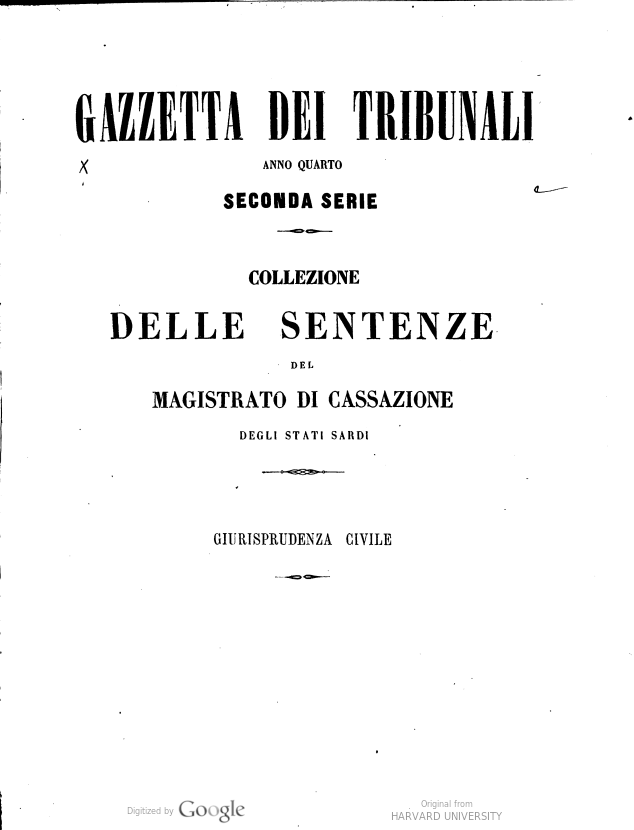 GAZZETTA DEI TRIBUNALI
ANNO QUARTO
SECONDA SERIE
COLLEZIONE
DELLE SENTENZE
DEL
MAGISTRATO DI CASSAZIONE
DEGLI STATI SARDI
GIURISPRUDENZA CIVILE
Digitized by Google
Original from
HARVARD UNIVERSITY